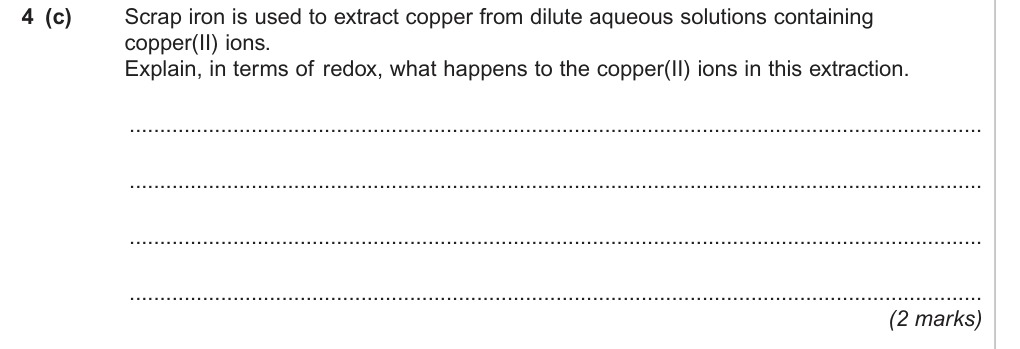 4 (c) Scrap iron is used to extract copper from dilute aqueous solutions containing
copper(II) ions.
Explain, in terms of redox, what happens to the copper(II) ions in this extraction.
(2 marks)